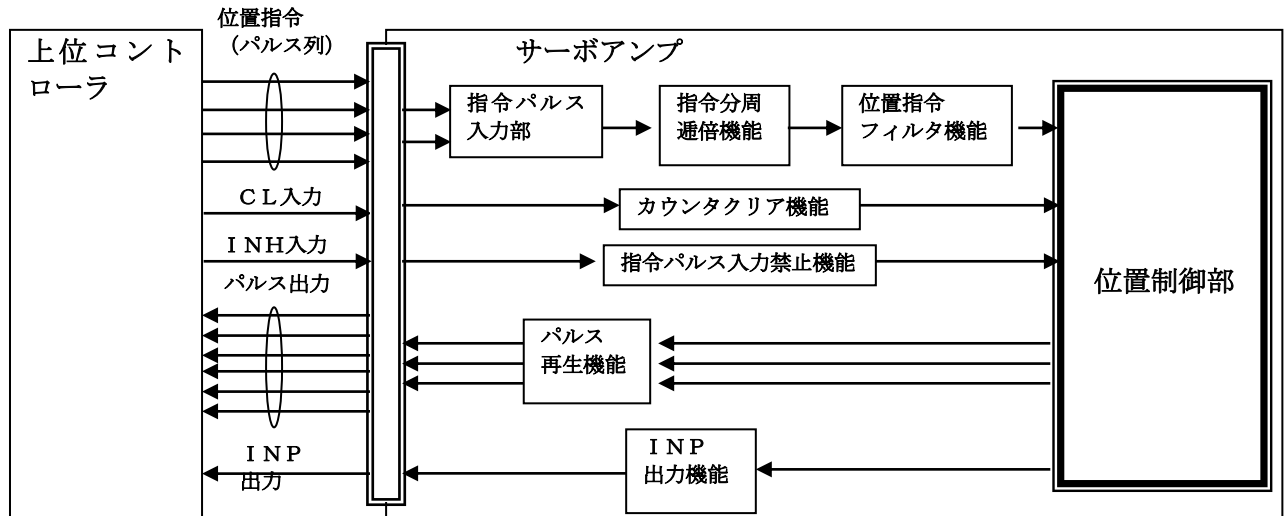 位置指令
（パルス列）
上位コント
ローラ
サーボアンプ
指令パルス
入力部
指令分周
逓倍機能
位置指令
フィルタ機能
ＣＬ入力
カウンタクリア機能
ＩＮＨ入力
指令パルス入力禁止機能
パルス出力
位置制御部
パルス
再生機能
ＩＮＰ
出力
ＩＮＰ
出力機能